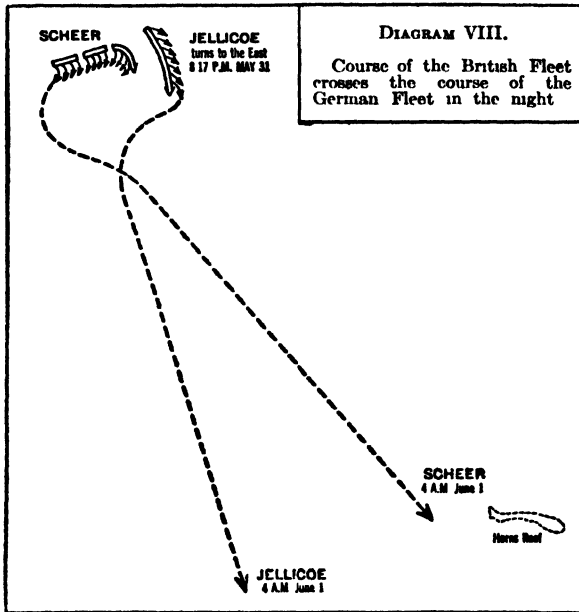 SCHEER
JELLICOE
turns to the East
8 17 P.M. MAY 31
DIAGRAM VIII.
Course of the British Fleet
crosses the course of the
German Fleet in the night
SCHEER
4 A.M June 1
Horns Reef
JELLICOE
4 A.M June 1